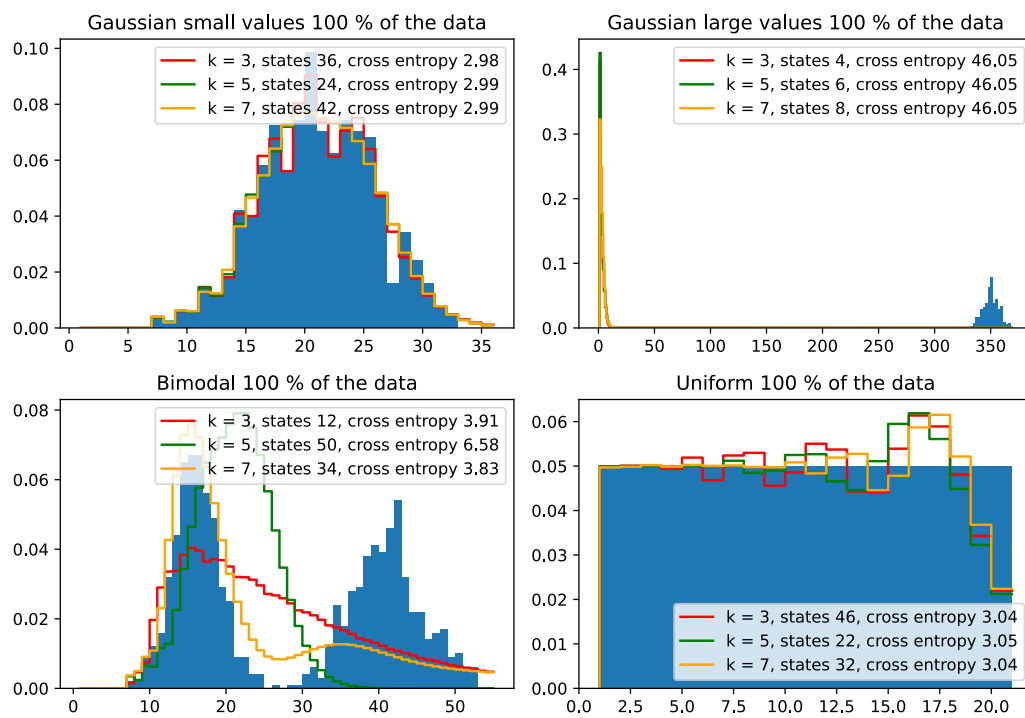 Gaussian small values 100 % of the data
0.10
0.08
0.06
0.04
0.02
0.00
k = 3, states 36, cross entropy 2.98
k = 5, states 24, cross entropy 2.99
k = 7, states 42, cross entropy 2.99
0 5 10 15 20 25 30 35
Gaussian large values 100 % of the data
0.4
0.3
0.2
0.1
0.0
k = 3, states 4, cross entropy 46.05
k = 5, states 6, cross entropy 46.05
k = 7, states 8, cross entropy 46.05
0 50 100 150 200 250 300 350
Bimodal 100 % of the data
0.08
0.06
0.04
0.02
0.00
k = 3, states 12, cross entropy 3.91
k = 5, states 50, cross entropy 6.58
k = 7, states 34, cross entropy 3.83
0 10 20 30 40 50
Uniform 100 % of the data
0.06
0.05
0.04
0.03
0.02
0.01
0.00
k = 3, states 46, cross entropy 3.04
k = 5, states 22, cross entropy 3.05
k = 7, states 32, cross entropy 3.04
0.0 2.5 5.0 7.5 10.0 12.5 15.0 17.5 20.0